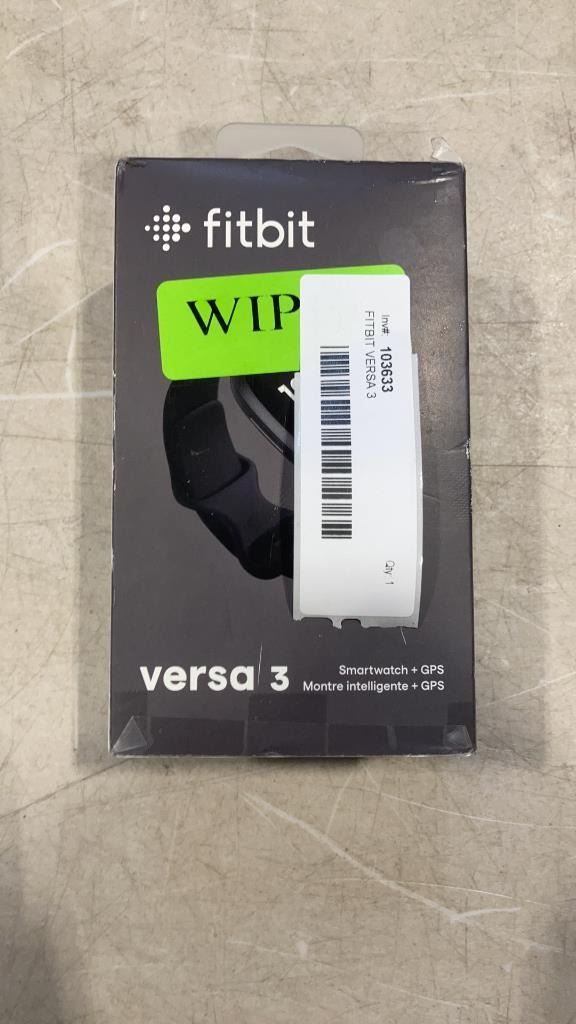 fitbit
WIP
Inv#: 103633
FITBIT VERSA 3
Qty: 1
versa 3
Smartwatch + GPS
Montre intelligente + GPS